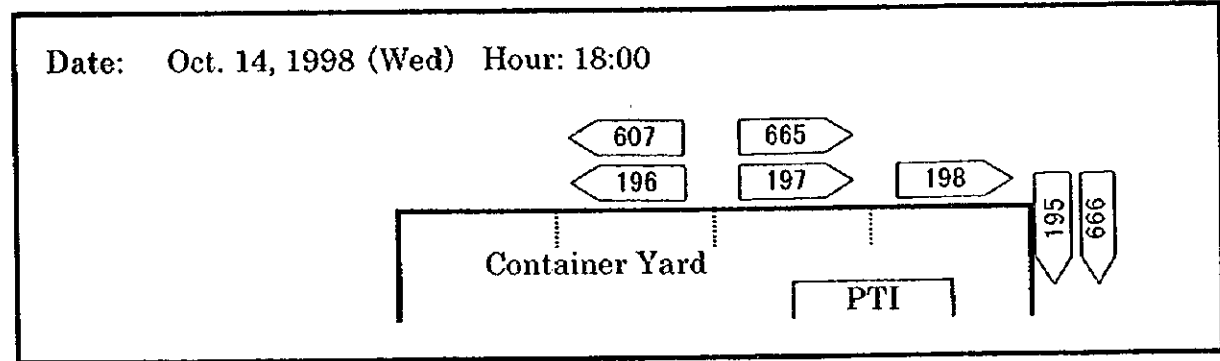 Date: Oct. 14, 1998 (Wed) Hour: 18:00
607 665
196 197 198
195 666
Container Yard
PTI